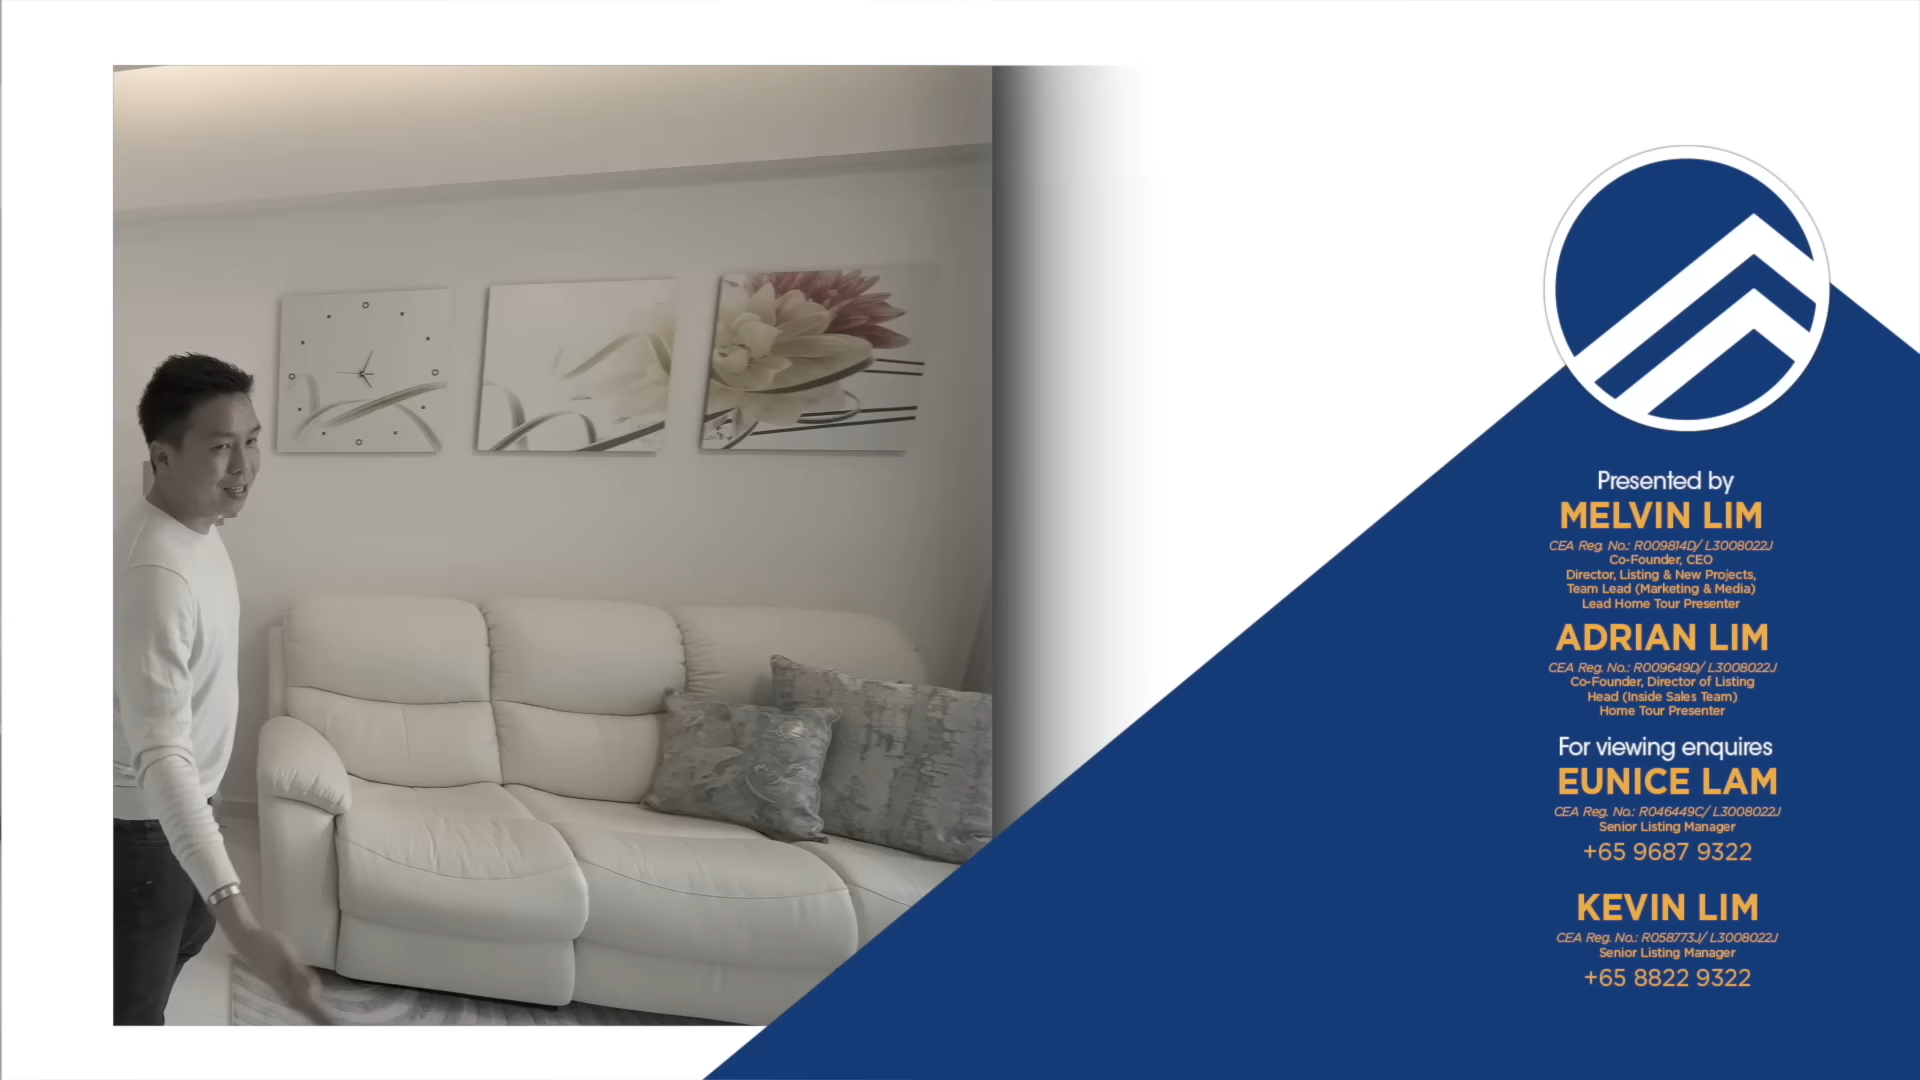 Presented by
MELVIN LIM
CEA Reg. No.: R009814D/ L3008022J
Co-Founder, CEO
Director, Listing & New Projects,
Team Lead (Marketing & Media)
Lead Home Tour Presenter
ADRIAN LIM
CEA Reg. No.: R009649D/ L3008022J
Co-Founder, Director of Listing
Head (Inside Sales Team)
Home Tour Presenter
For viewing enquires
EUNICE LAM
CEA Reg. No.: R046449C/ L3008022J
Senior Listing Manager
+65 9687 9322
KEVIN LIM
CEA Reg. No.: R058773J/ L3008022J
Senior Listing Manager
+65 8822 9322